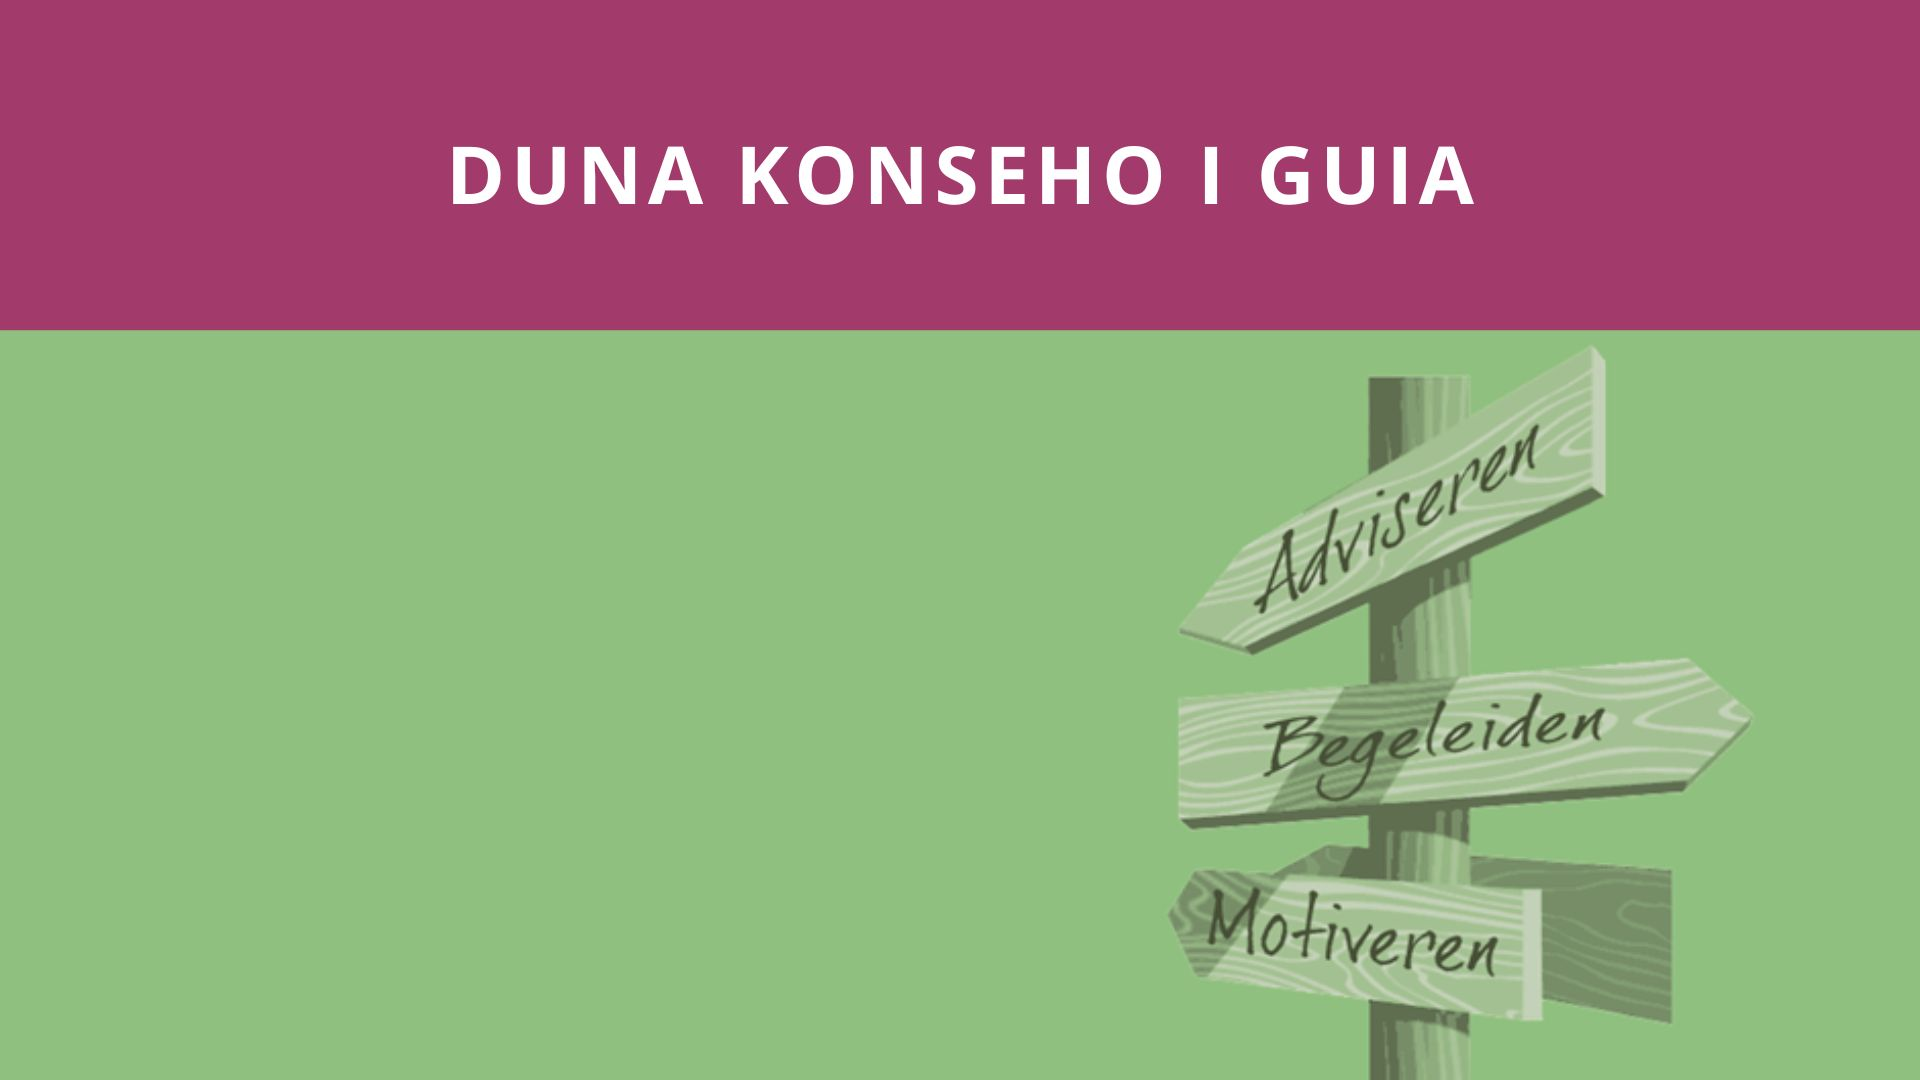 DUNA KONSEHO I GUIA
Adviseren
Begeleiden
Motiveren